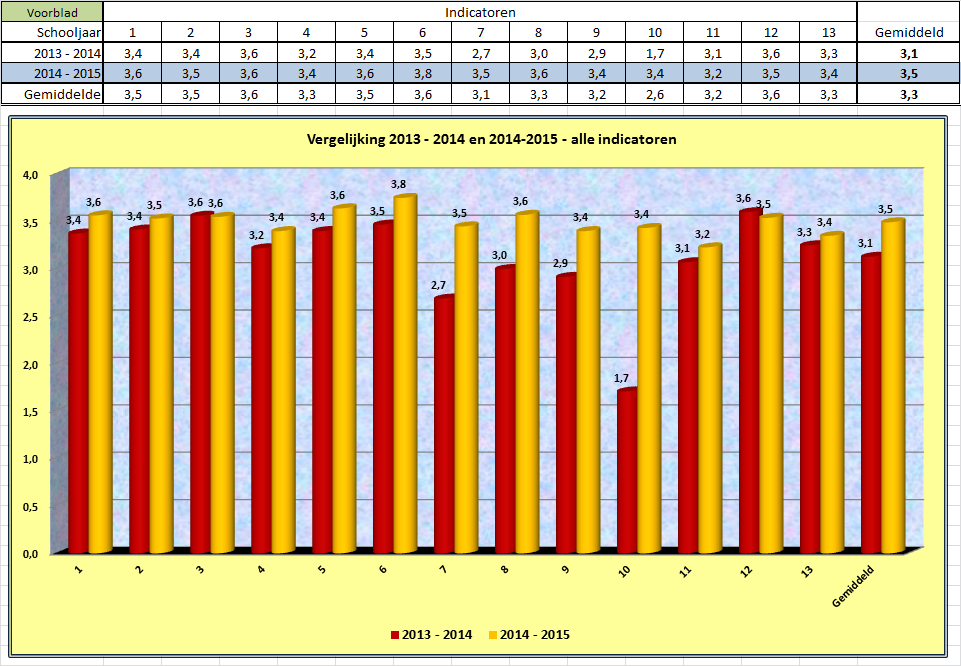 Voorblad Indicatoren
Schooljaar 1 2 3 4 5 6 7 8 9 10 11 12 13 Gemiddeld
2013 - 2014 3,4 3,4 3,6 3,2 3,4 3,5 2,7 3,0 2,9 1,7 3,1 3,6 3,3 3,1
2014 - 2015 3,6 3,5 3,6 3,4 3,6 3,8 3,5 3,6 3,4 3,4 3,2 3,5 3,4 3,5
Gemiddelde 3,5 3,5 3,6 3,3 3,5 3,6 3,1 3,3 3,2 2,6 3,2 3,6 3,3 3,3
Vergelijking 2013 - 2014 en 2014-2015 - alle indicatoren
4,0
3,5
3,0
2,5
2,0
1,5
1,0
0,5
0,0
3,4 3,6 3,4 3,5 3,6 3,6 3,2 3,4 3,4 3,6 3,5 3,8 2,7 3,5 3,0 3,6 2,9 3,4 1,7 3,4 3,1 3,2 3,6 3,5 3,3 3,4 3,1 3,5
1 2 3 4 5 6 7 8 9 10 11 12 13 Gemiddeld
2013 - 2014 2014 - 2015